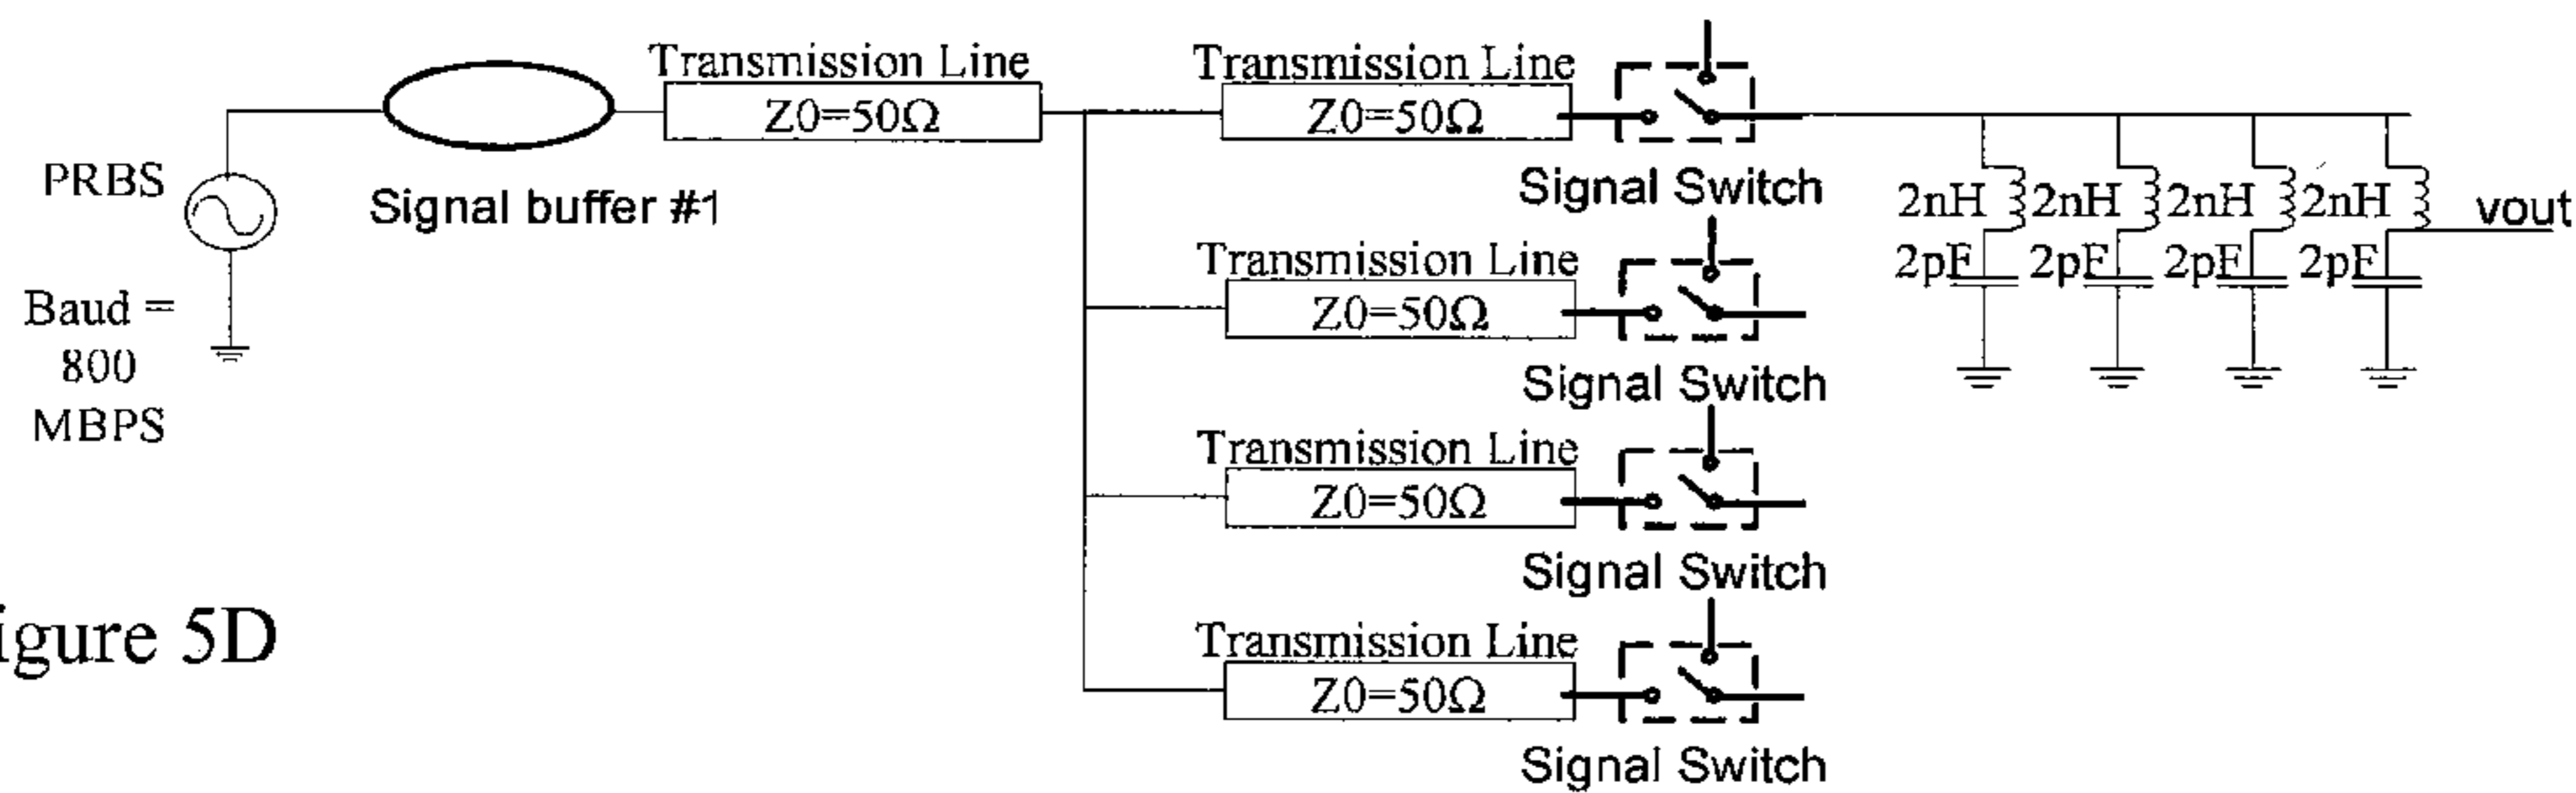 Transmission Line
Z0=50Ω
Transmission Line
Z0=50Ω
PRBS
Signal buffer #1
Signal Switch
2nH 2nH 2nH 2nH vout
2pF 2pF 2pF 2pF
Baud =
800
MBPS
Transmission Line
Z0=50Ω
Signal Switch
Transmission Line
Z0=50Ω
Signal Switch
igure 5D
Transmission Line
Z0=50Ω
Signal Switch